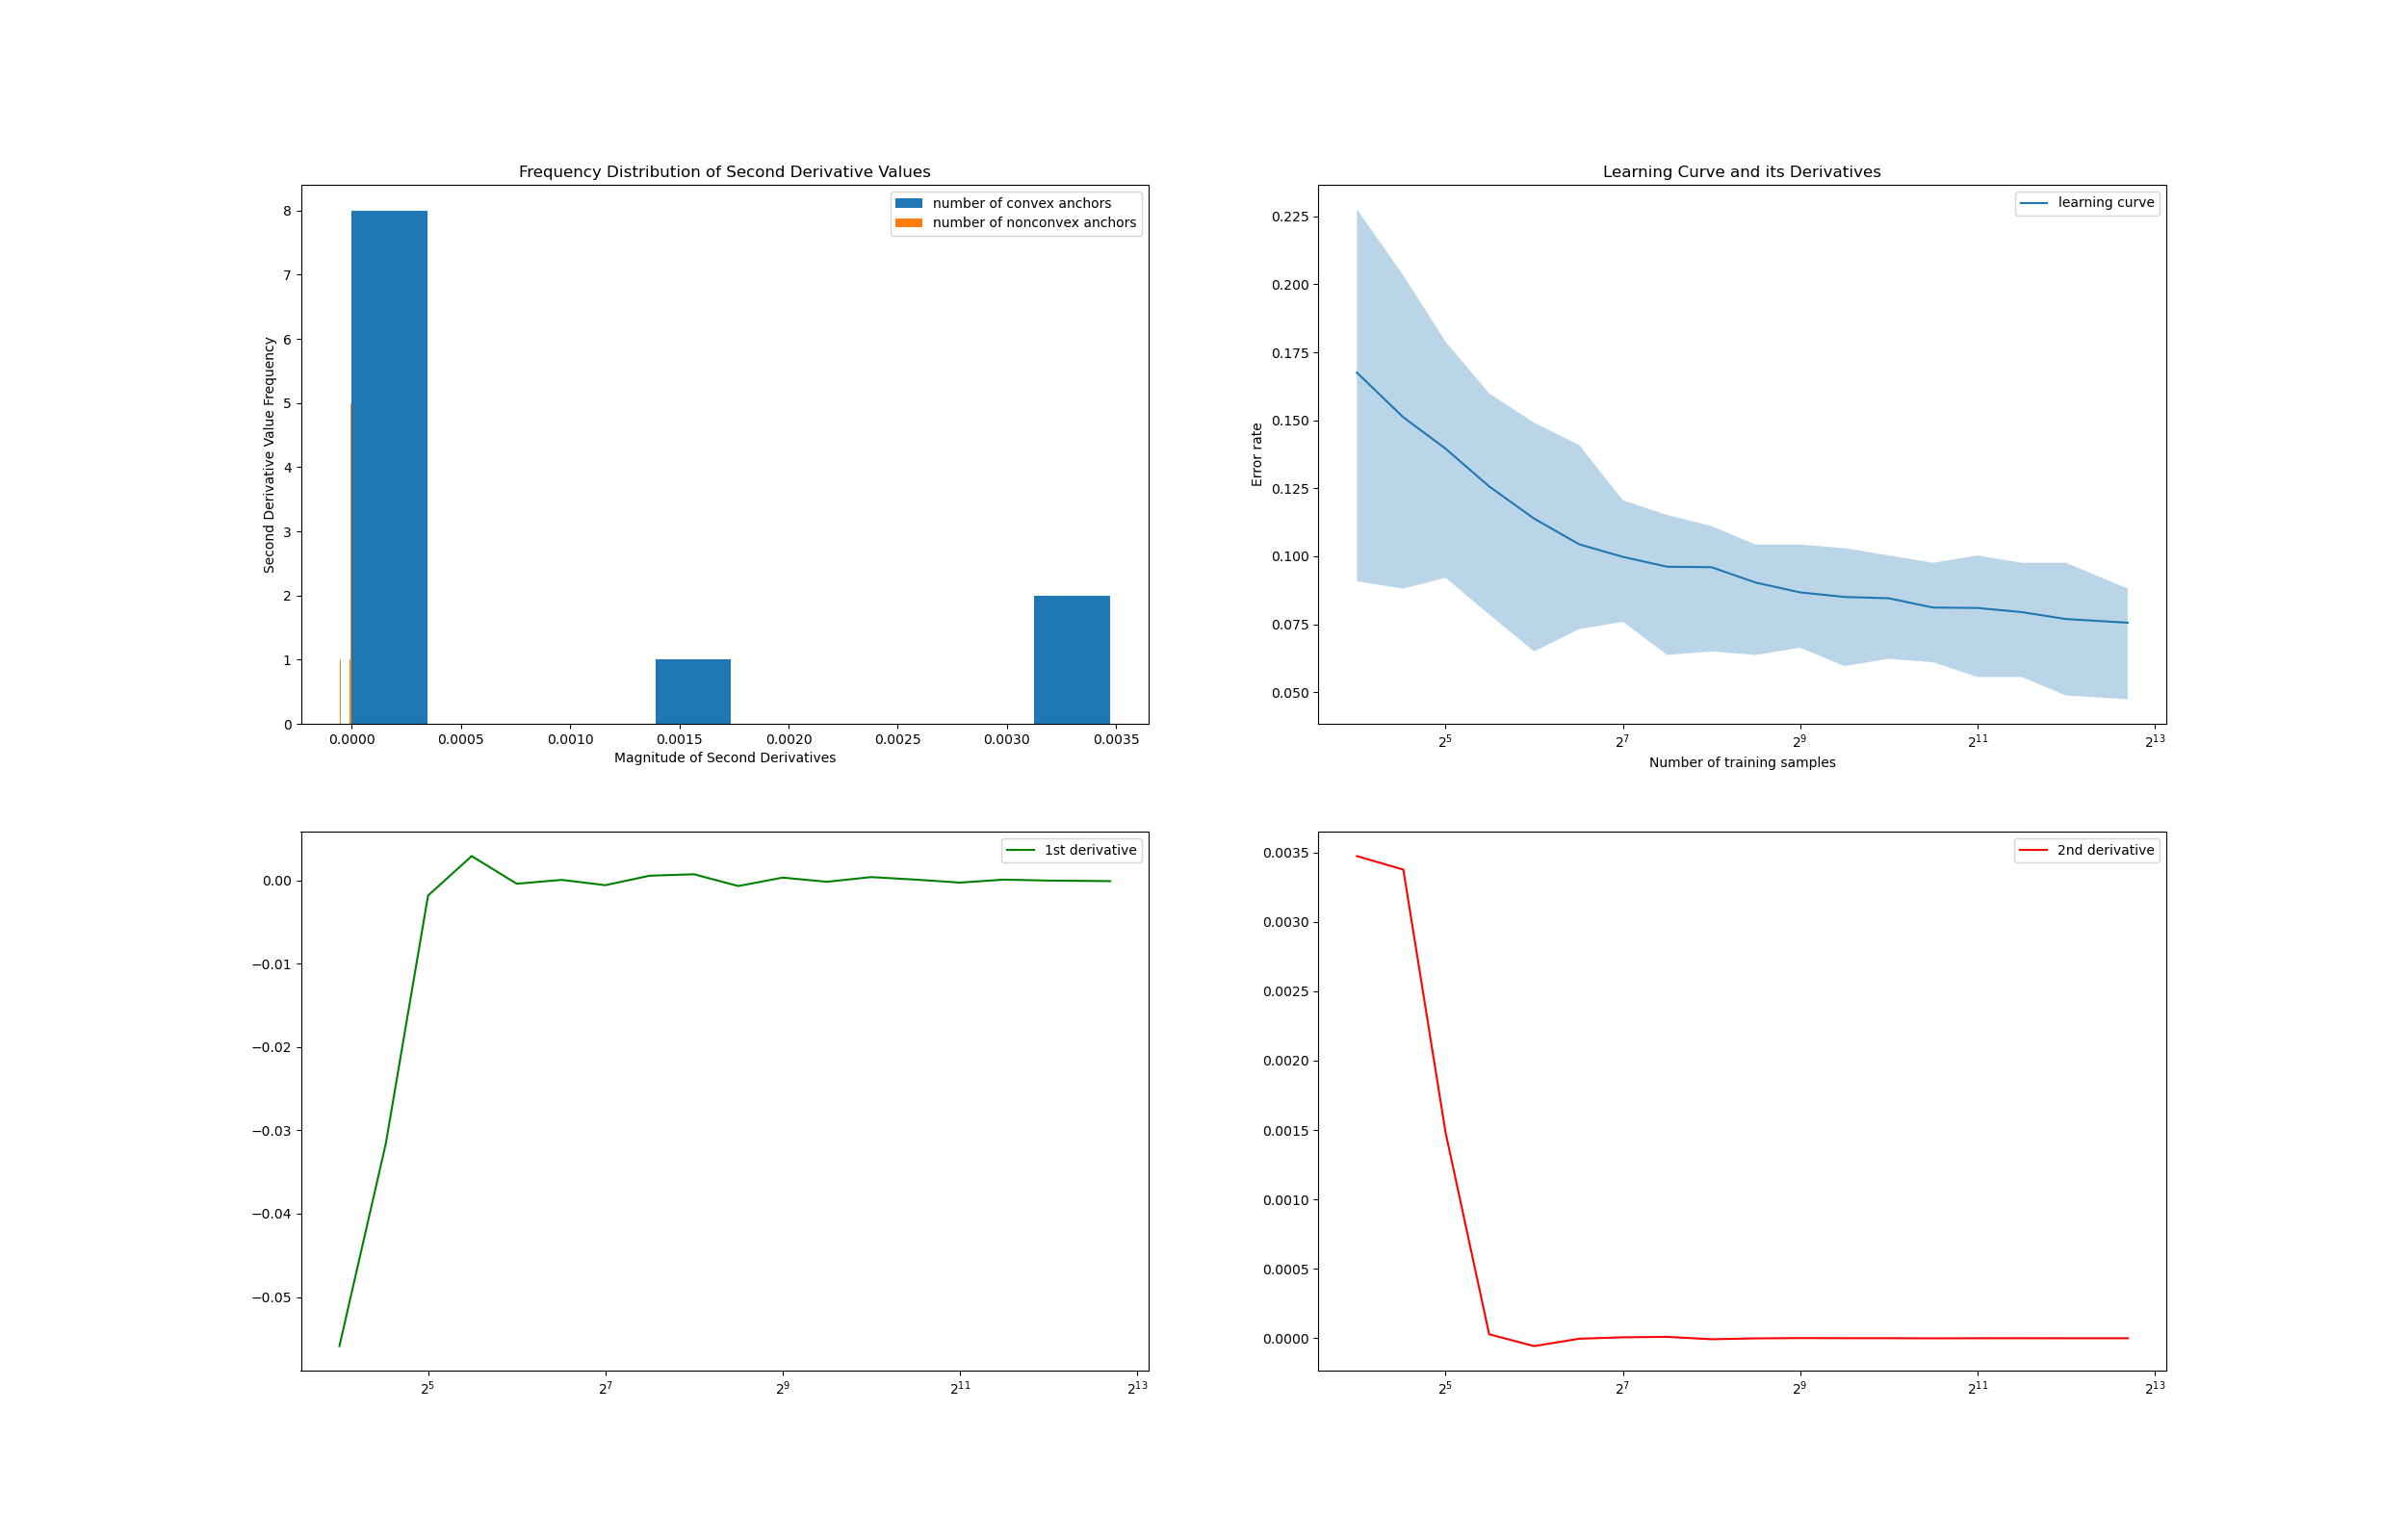 Frequency Distribution of Second Derivative Values
number of convex anchors
number of nonconvex anchors
8
7
6
5
4
3
2
1
0
Second Derivative Value Frequency
0.0000 0.0005 0.0010 0.0015 0.0020 0.0025 0.0030 0.0035
Magnitude of Second Derivatives
Learning Curve and its Derivatives
learning curve
0.225
0.200
0.175
0.150
0.125
0.100
0.075
0.050
Error rate
2^5 2^7 2^9 2^11 2^13
Number of training samples
1st derivative
0.00
−0.01
−0.02
−0.03
−0.04
−0.05
2^5 2^7 2^9 2^11 2^13
2nd derivative
0.0035
0.0030
0.0025
0.0020
0.0015
0.0010
0.0005
0.0000
2^5 2^7 2^9 2^11 2^13